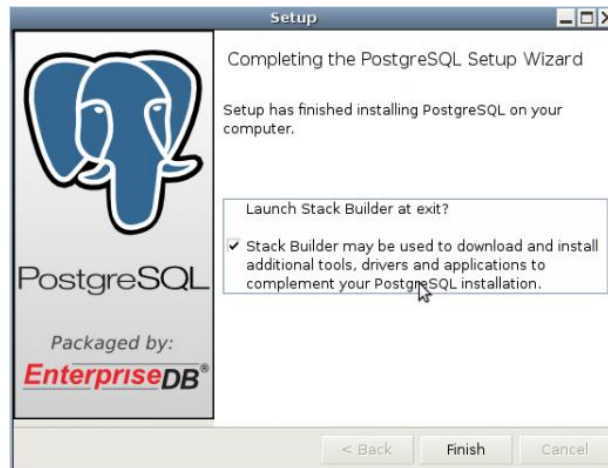 Setup
Completing the PostgreSQL Setup Wizard
Setup has finished installing PostgreSQL on your
computer.
Launch Stack Builder at exit?
Stack Builder may be used to download and install
additional tools, drivers and applications to
complement your PostgreSQL installation.
PostgreSQL
Packaged by:
EnterpriseDB®
< Back
Finish
Cancel